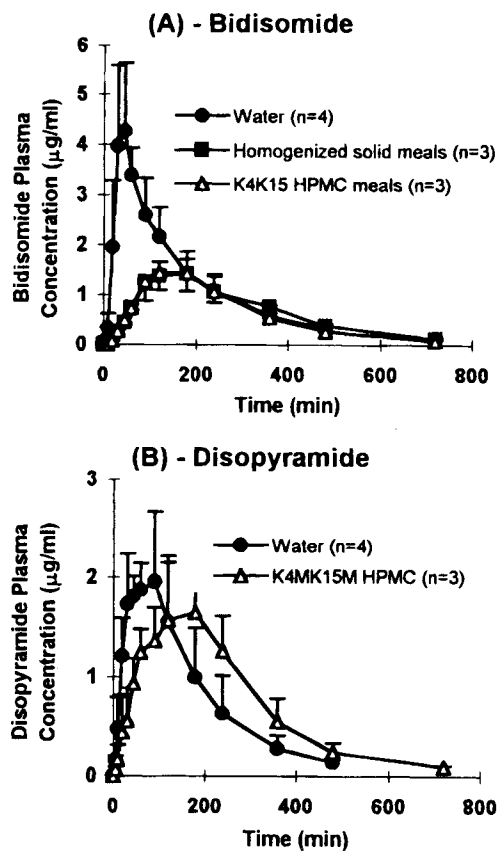 (A) - Bidisomide
Bidisomide Plasma
Concentration (μg/ml)
6
5
4
3
2
1
0
Water (n=4)
Homogenized solid meals (n=3)
K4K15 HPMC meals (n=3)
0 200 400 600 800
Time (min)
(B) - Disopyramide
Disopyramide Plasma
Concentration (μg/ml)
3
2
1
0
Water (n=4)
K4MK15M HPMC (n=3)
0 200 400 600 800
Time (min)